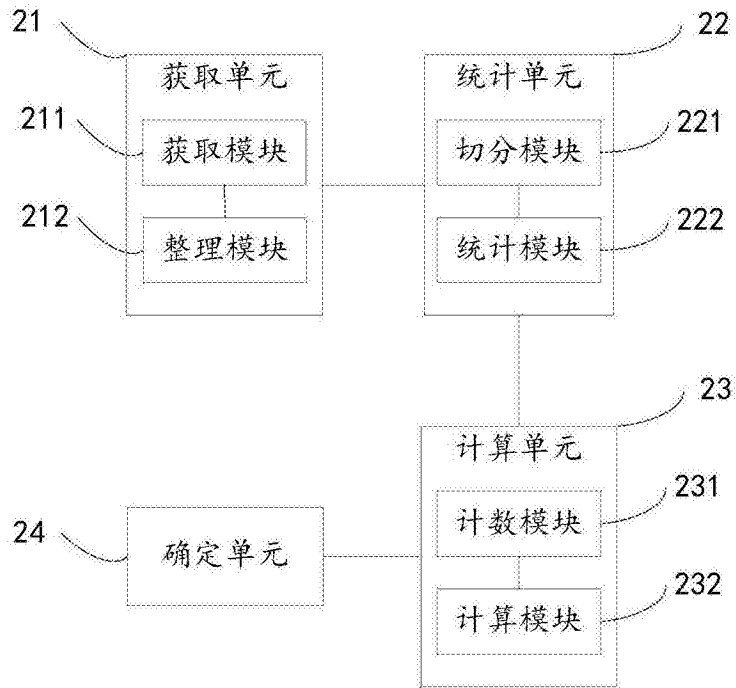 21
获取单元
211
获取模块
212
整理模块
22
统计单元
221
切分模块
222
统计模块
23
计算单元
231
计数模块
232
计算模块
24
确定单元